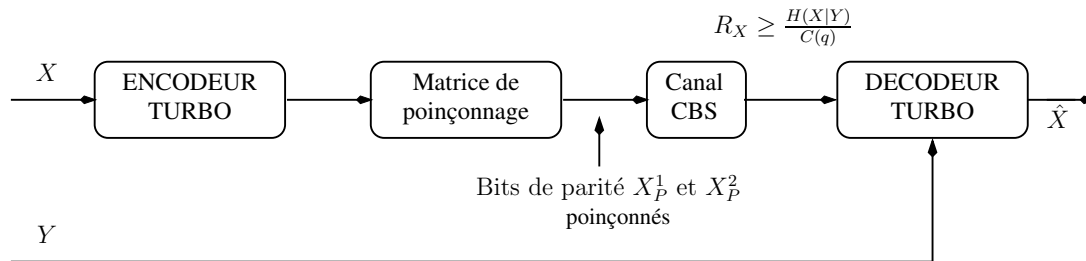 R_X ≥ H(X|Y) / C(q)
X
ENCODEUR
TURBO
Matrice de
poinçonnage
Canal
CBS
DECODEUR
TURBO
X̂
Bits de parité X_P^1 et X_P^2
poinçonnés
Y